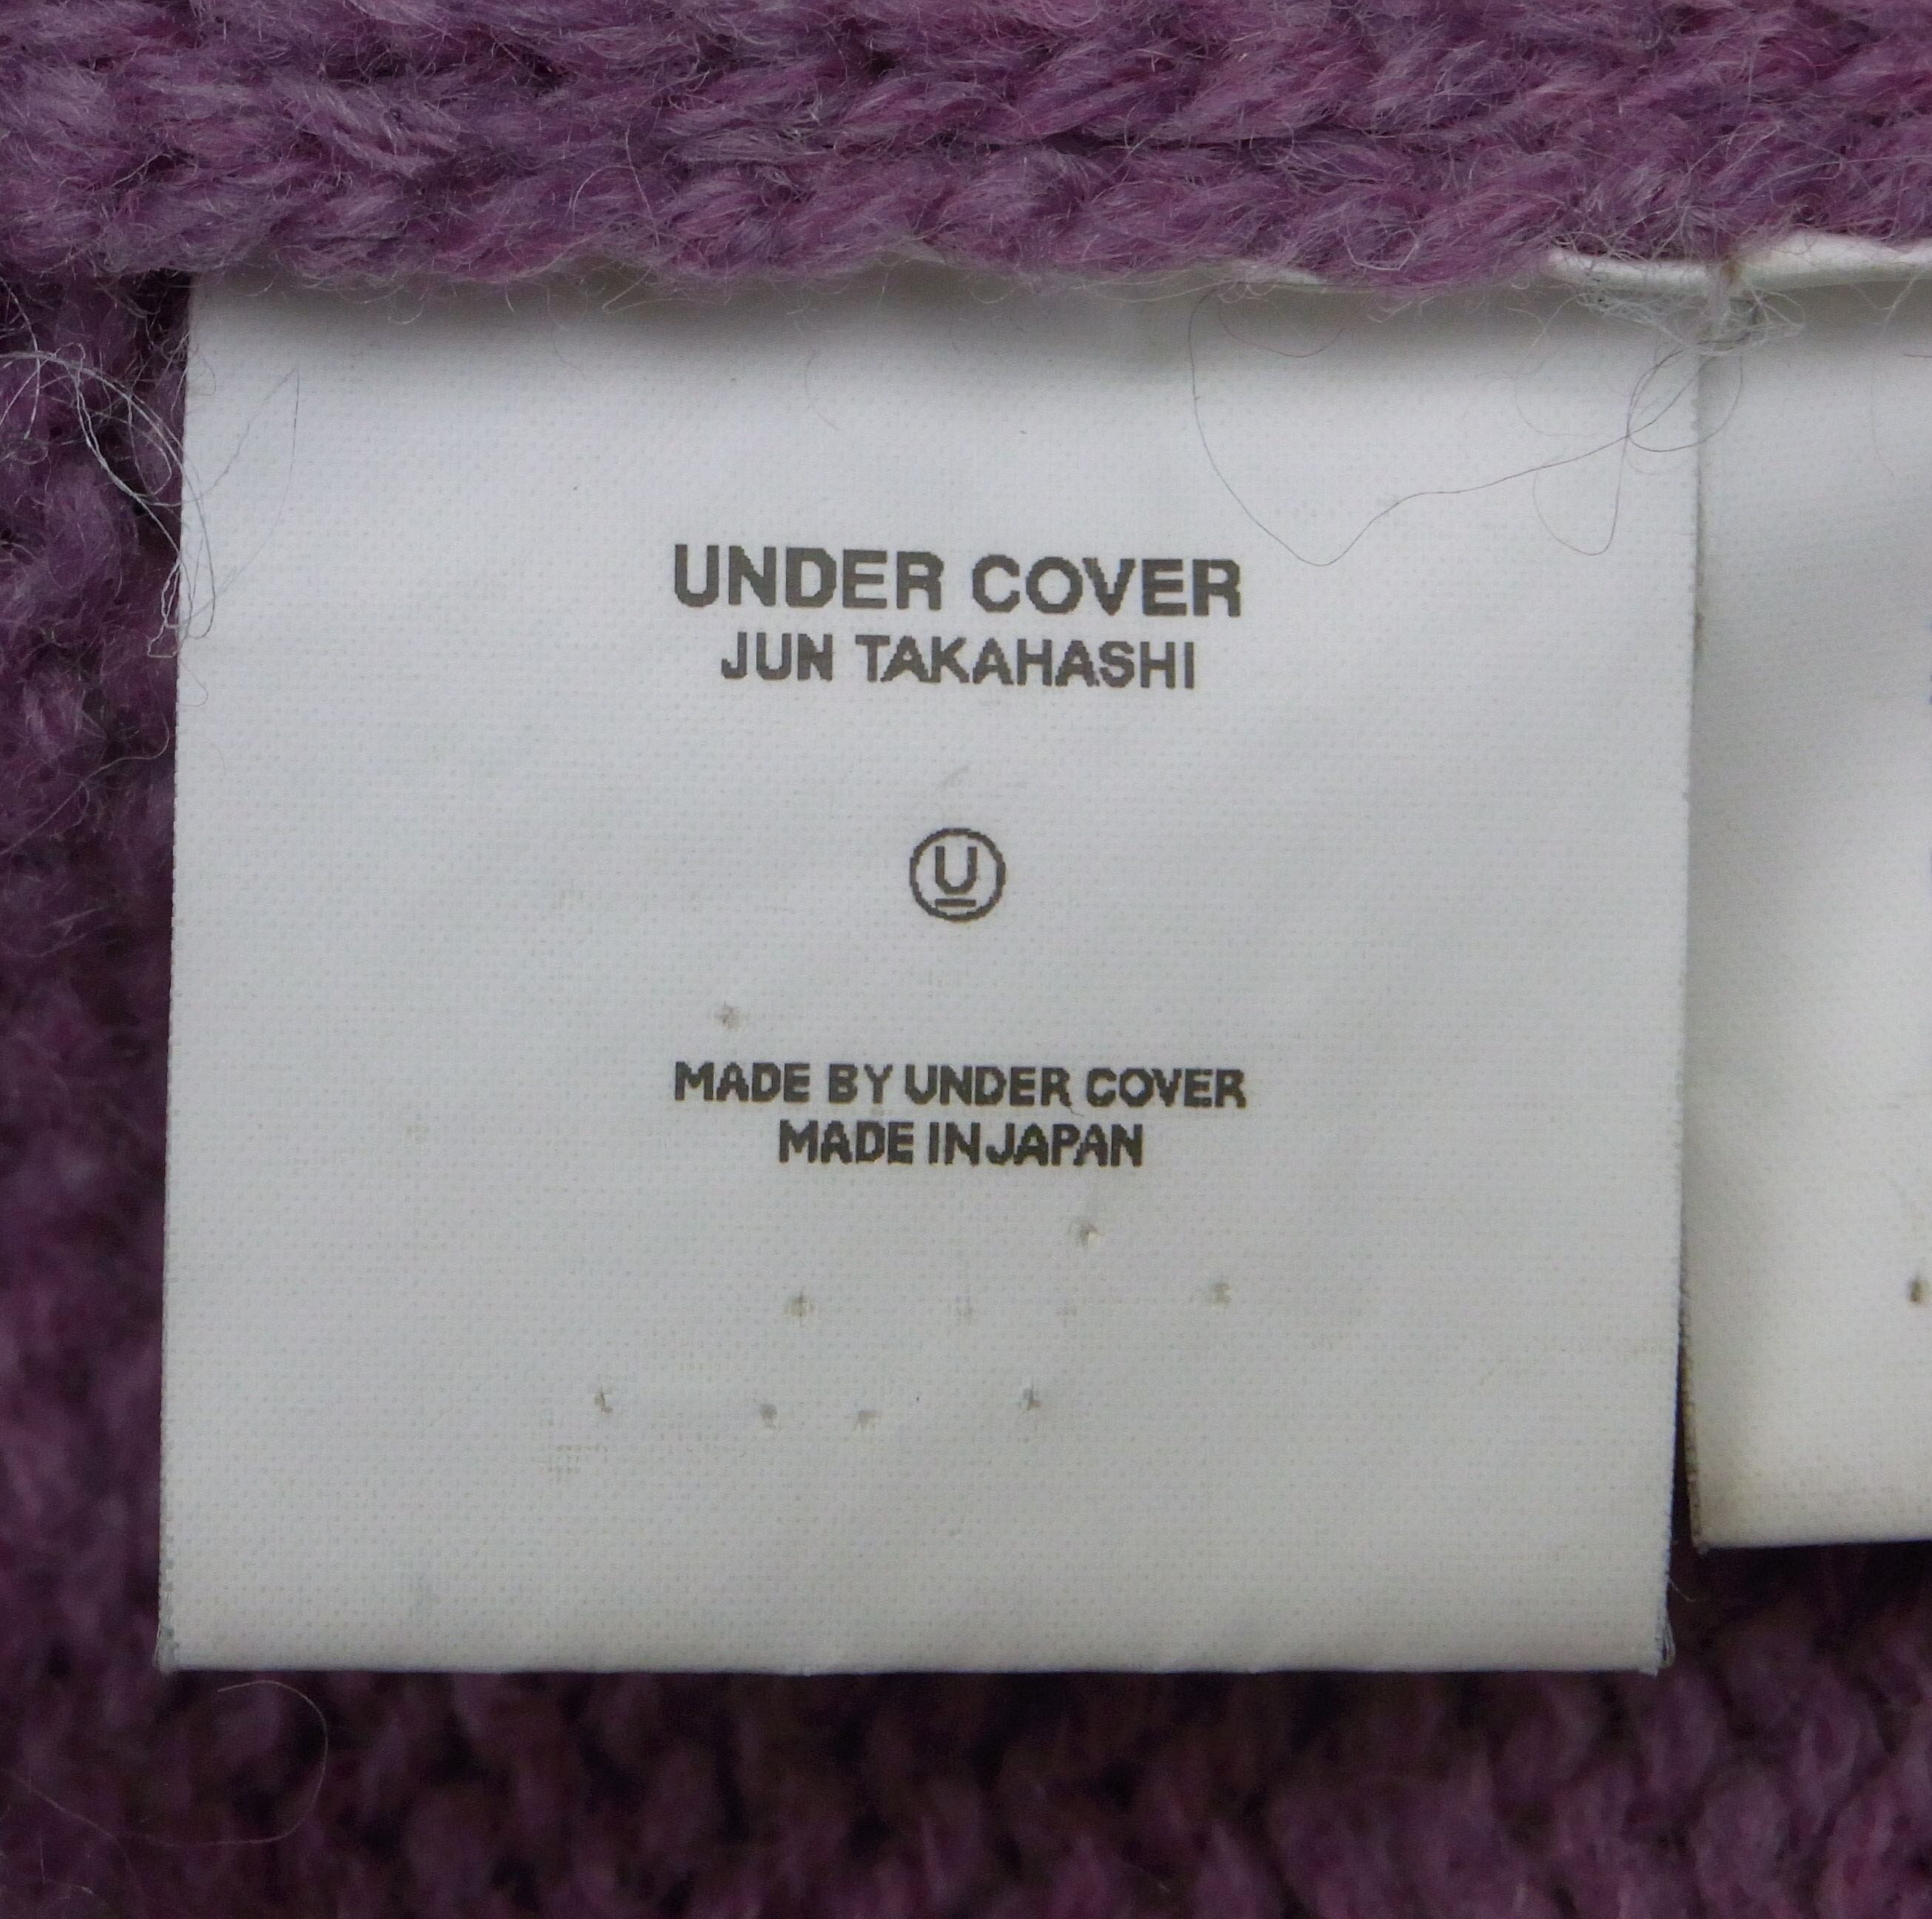 UNDER COVER
JUN TAKAHASHI
U
MADE BY UNDER COVER
MADE IN JAPAN